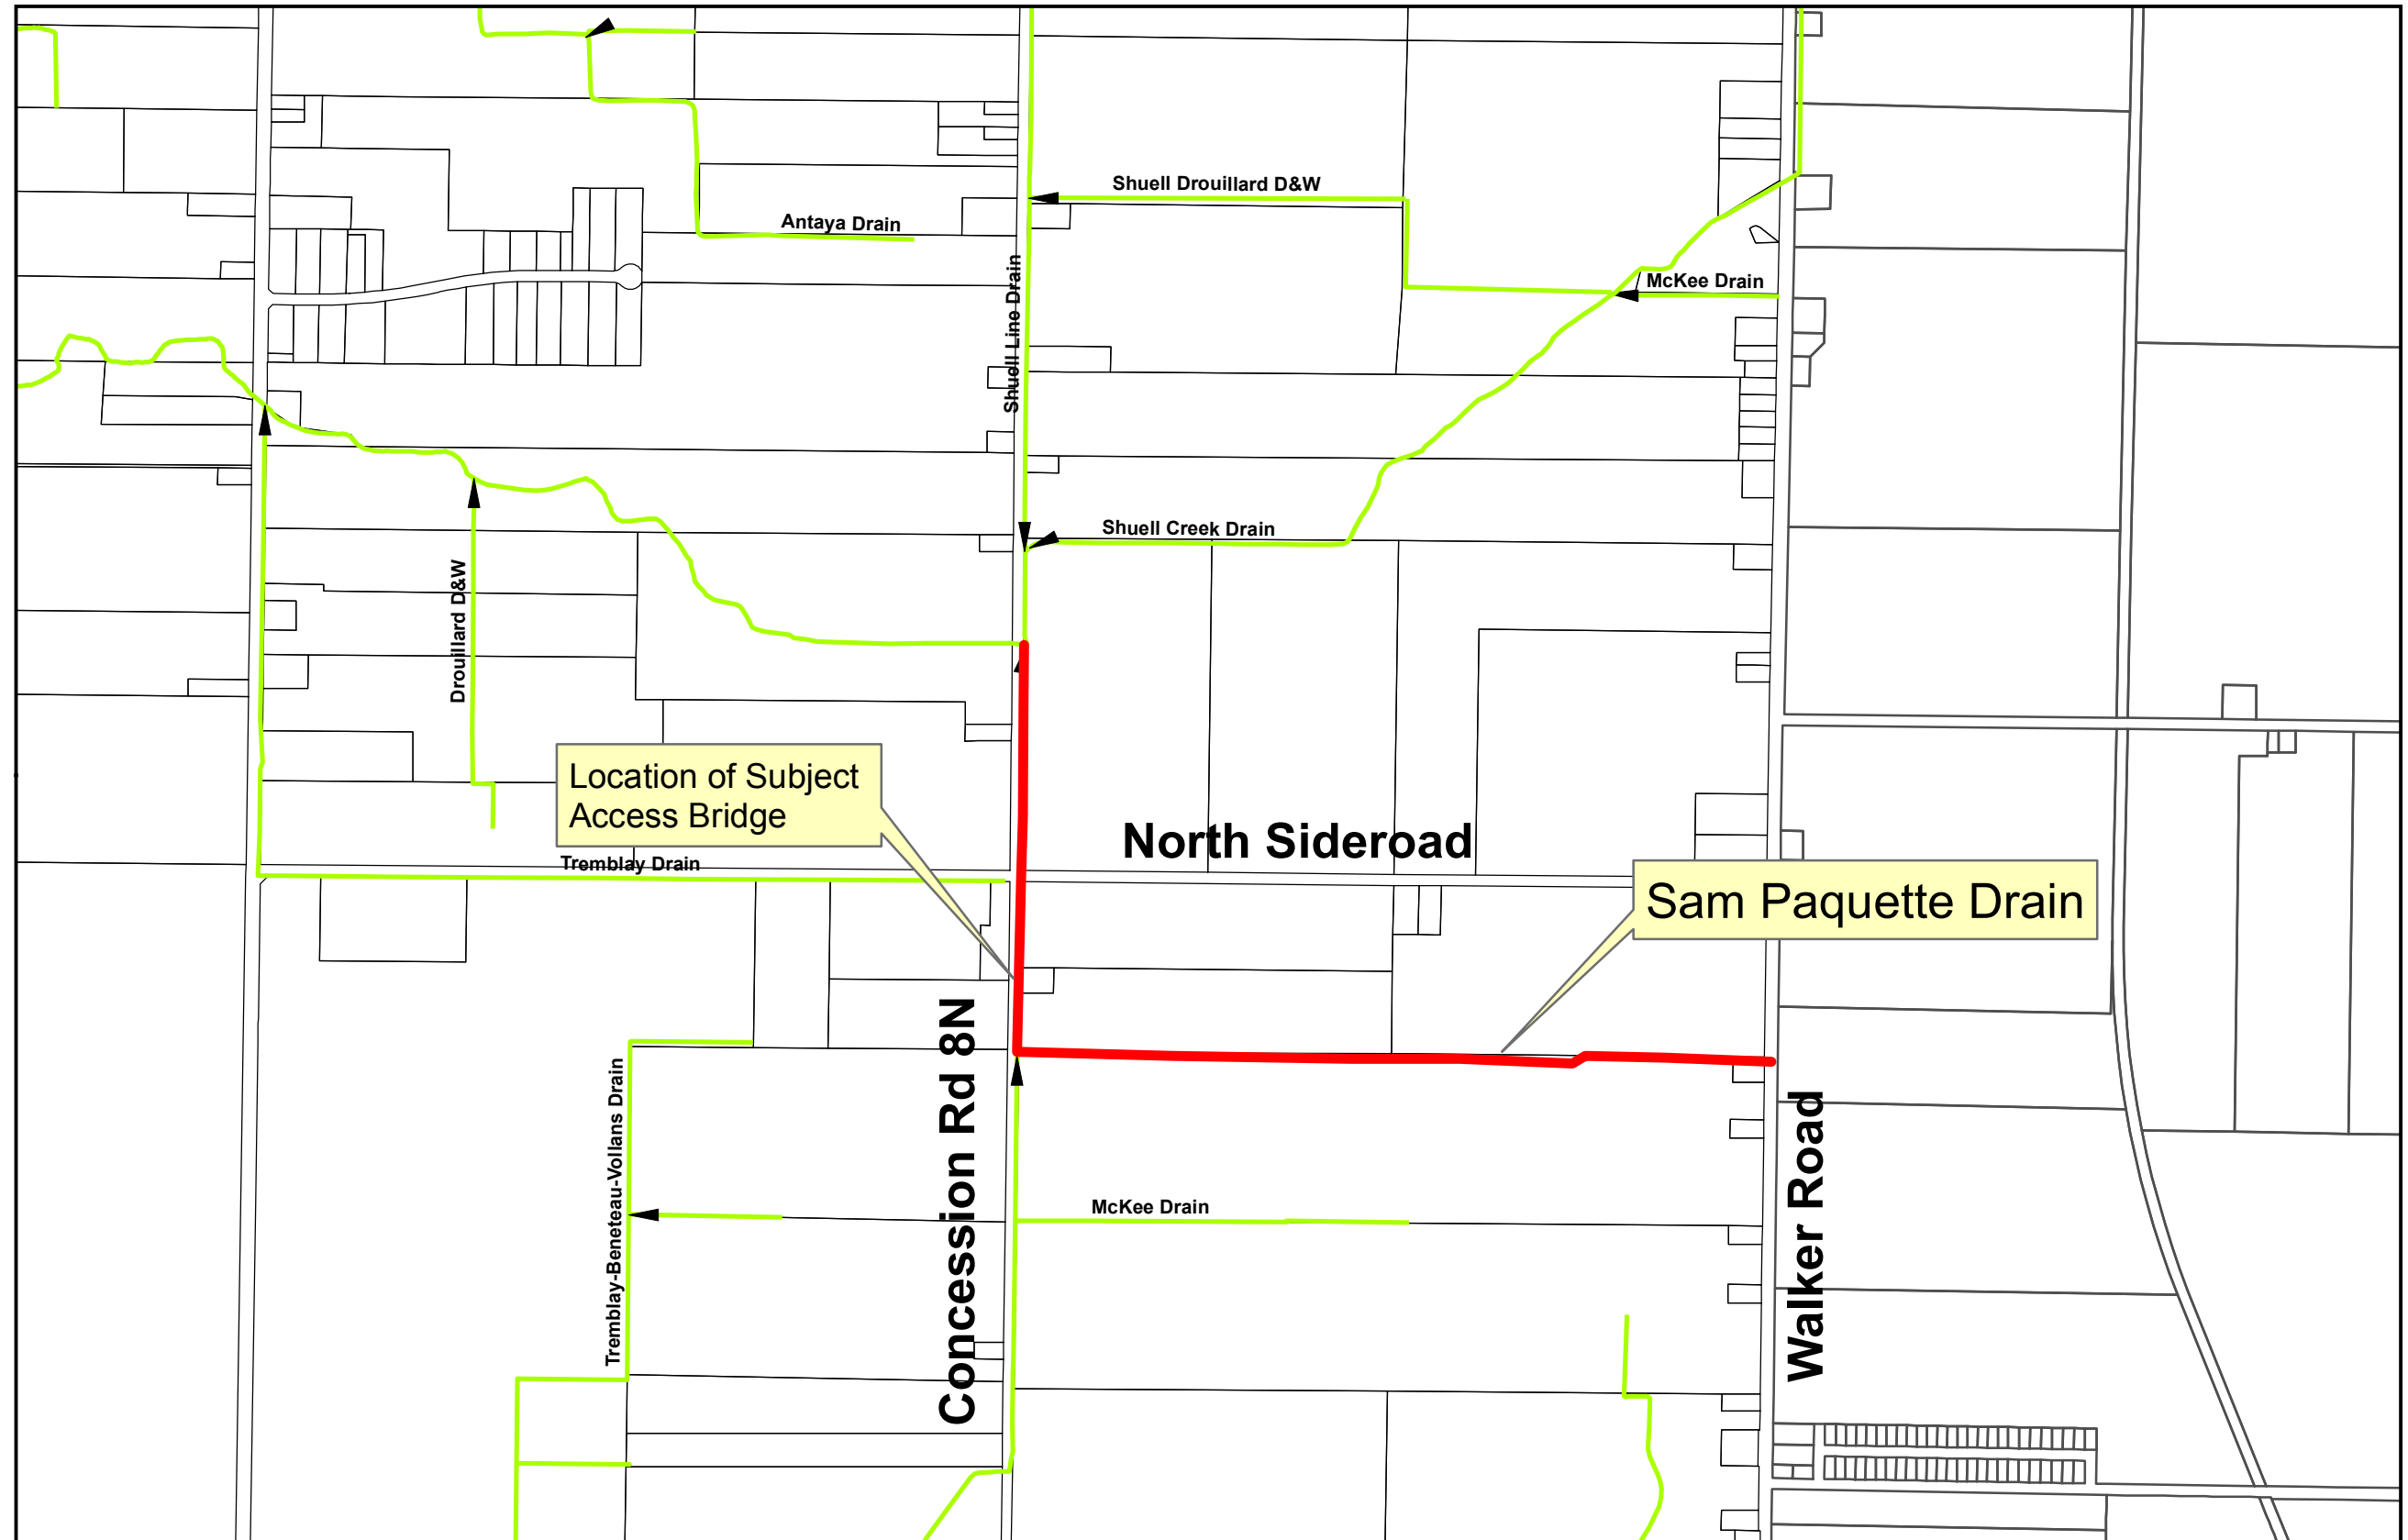 Shuell Drouillard D&W
Antaya Drain
McKee Drain
Shuell Line Drain
Shuell Creek Drain
Drouillard D&W
Location of Subject
Access Bridge
North Sideroad
Tremblay Drain
Sam Paquette Drain
Concession Rd 8N
Tremblay-Beneteau-Vollans Drain
Walker Road
McKee Drain